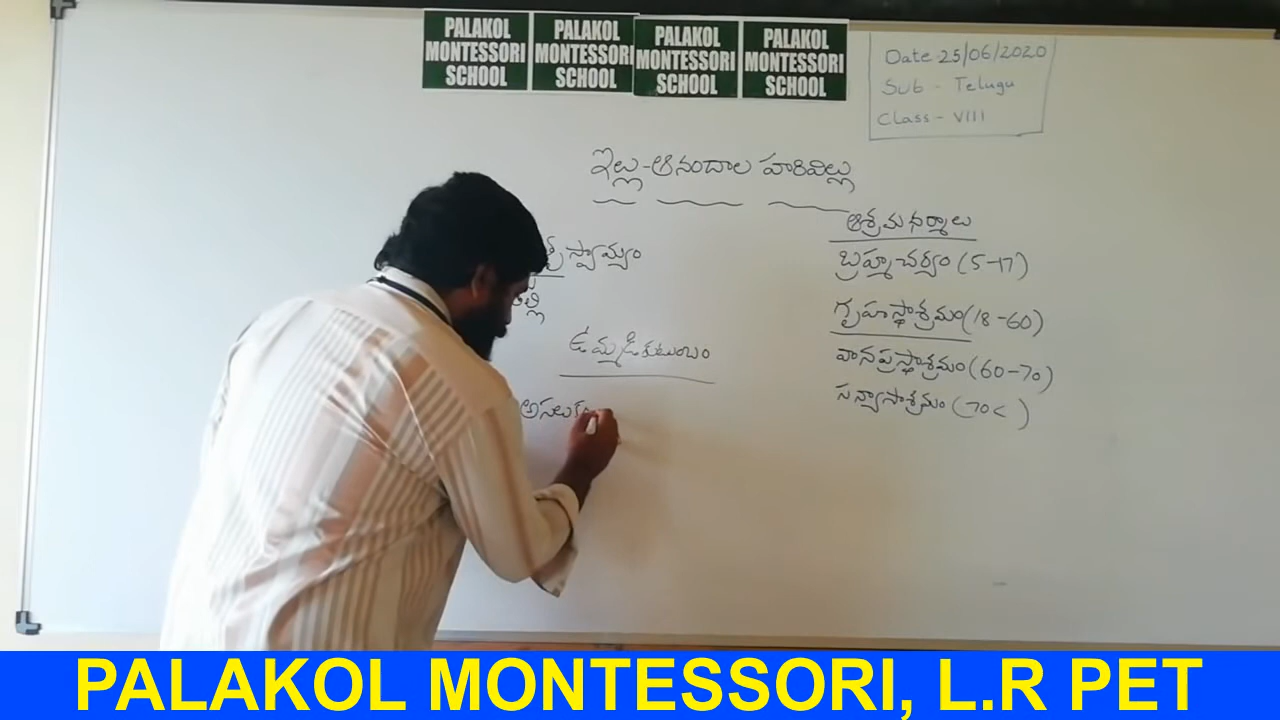 PALAKOL MONTESSORI SCHOOL
PALAKOL MONTESSORI SCHOOL
PALAKOL MONTESSORI SCHOOL
PALAKOL MONTESSORI SCHOOL
Date 25/06/2020
Sub - Telugu
Class - VIII
ఇల్లు-ఆనందాల హరివిల్లు
స్వామ్యం
ఉమ్మడి కుటుంబం
ఆశ్రమ ధర్మాలు
బ్రహ్మచర్యం (5-17)
గృహస్థాశ్రమం (18-60)
వానప్రస్థాశ్రమం (60-70)
సన్యాసాశ్రమం (70< )
PALAKOL MONTESSORI, L.R PET